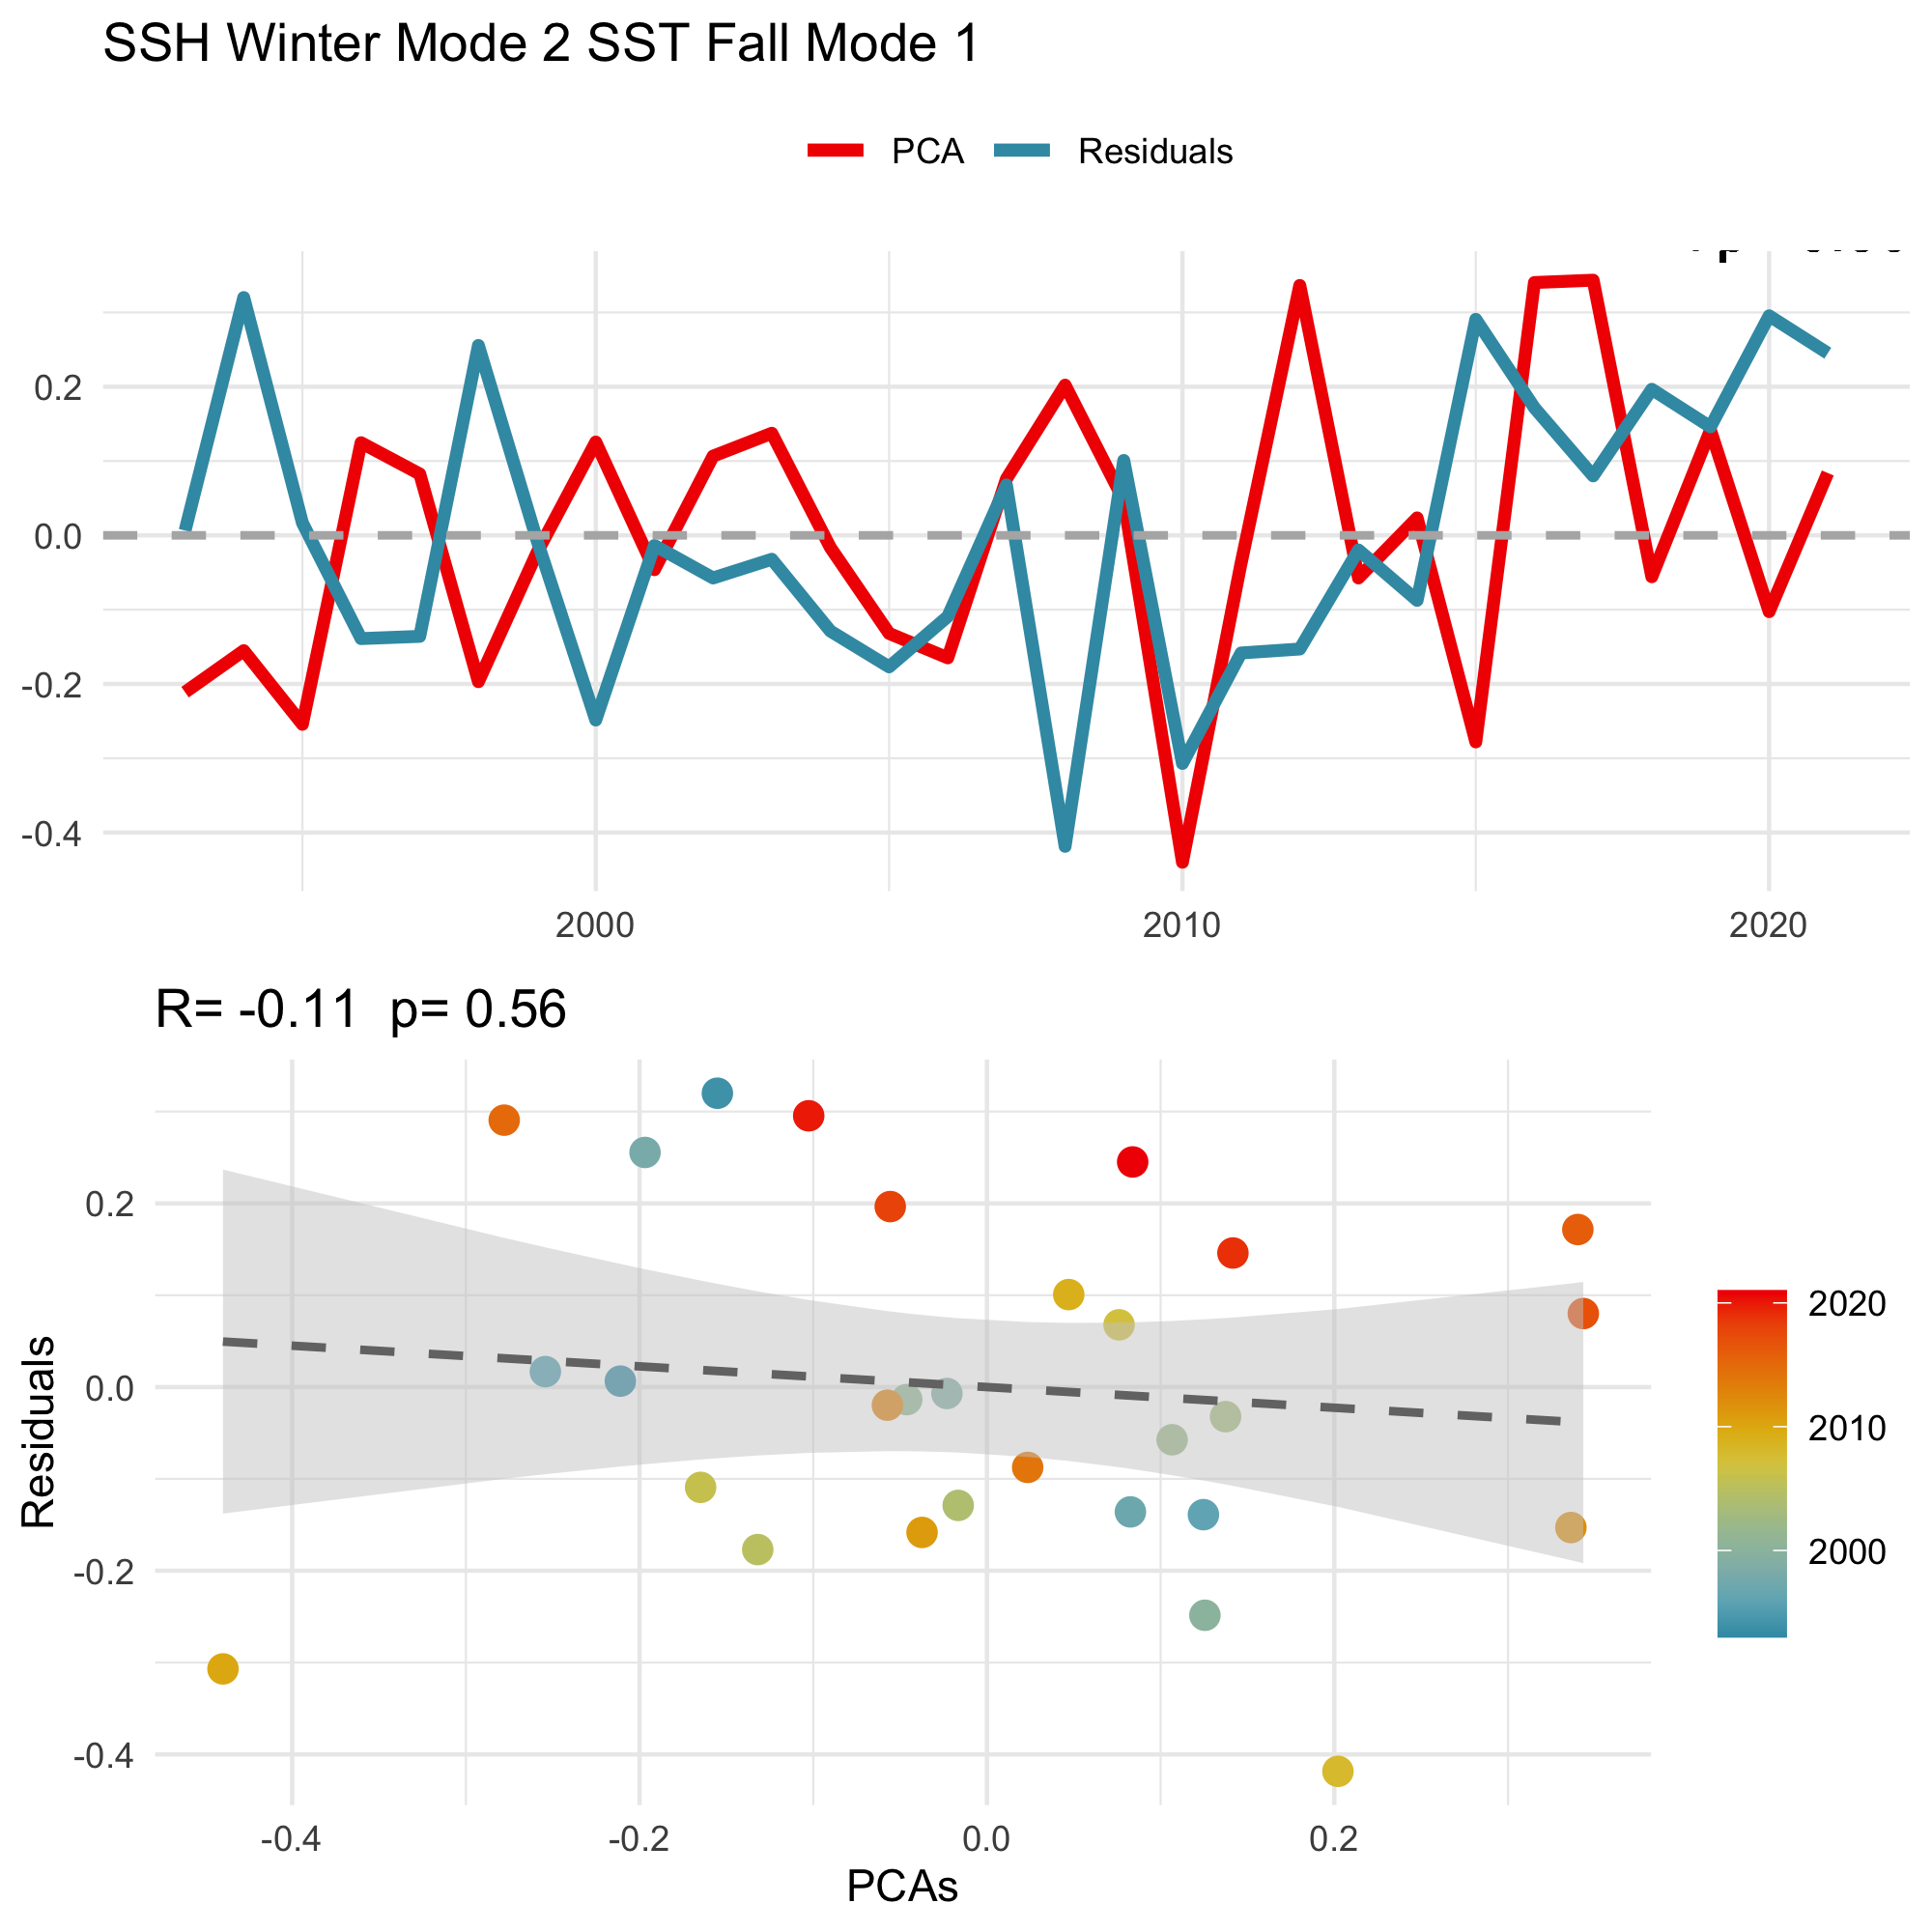 SSH Winter Mode 2 SST Fall Mode 1
PCA Residuals
0.2
0.0
-0.2
-0.4
2000 2010 2020
R= -0.11 p= 0.56
Residuals
0.2
0.0
-0.2
-0.4
-0.4 -0.2 0.0 0.2
PCAs
2020
2010
2000